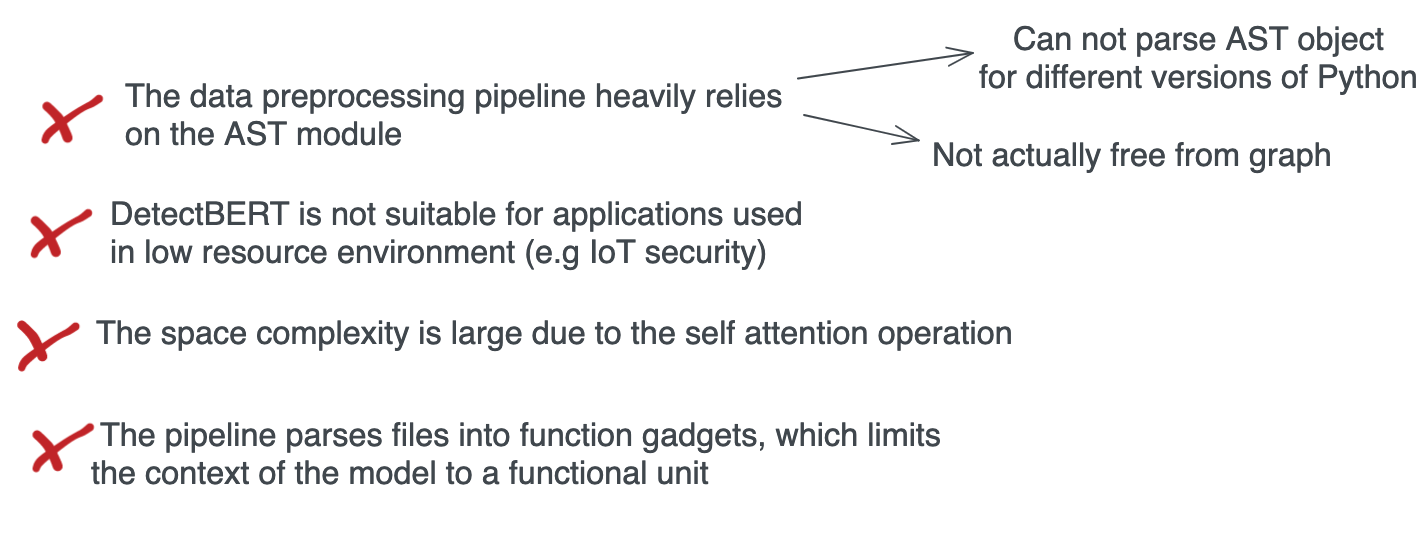 The data preprocessing pipeline heavily relies
on the AST module
Can not parse AST object
for different versions of Python
Not actually free from graph
DetectBERT is not suitable for applications used
in low resource environment (e.g IoT security)
The space complexity is large due to the self attention operation
The pipeline parses files into function gadgets, which limits
the context of the model to a functional unit